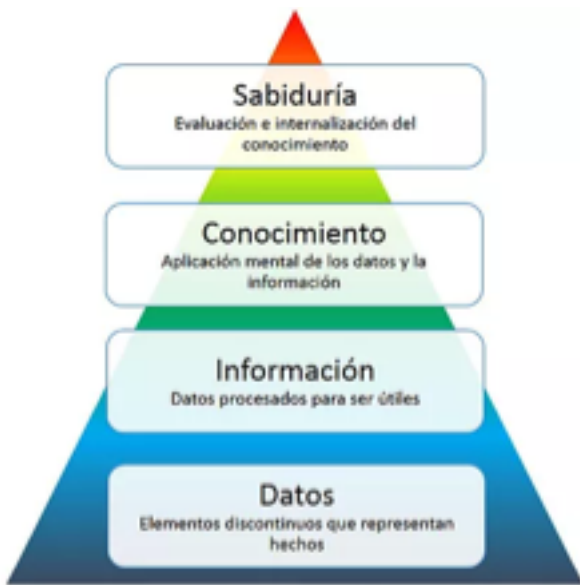 Sabiduría
Evaluación e internalización del
conocimiento
Conocimiento
Aplicación mental de los datos y la
información
Información
Datos procesados para ser útiles
Datos
Elementos discontinuos que representan
hechos